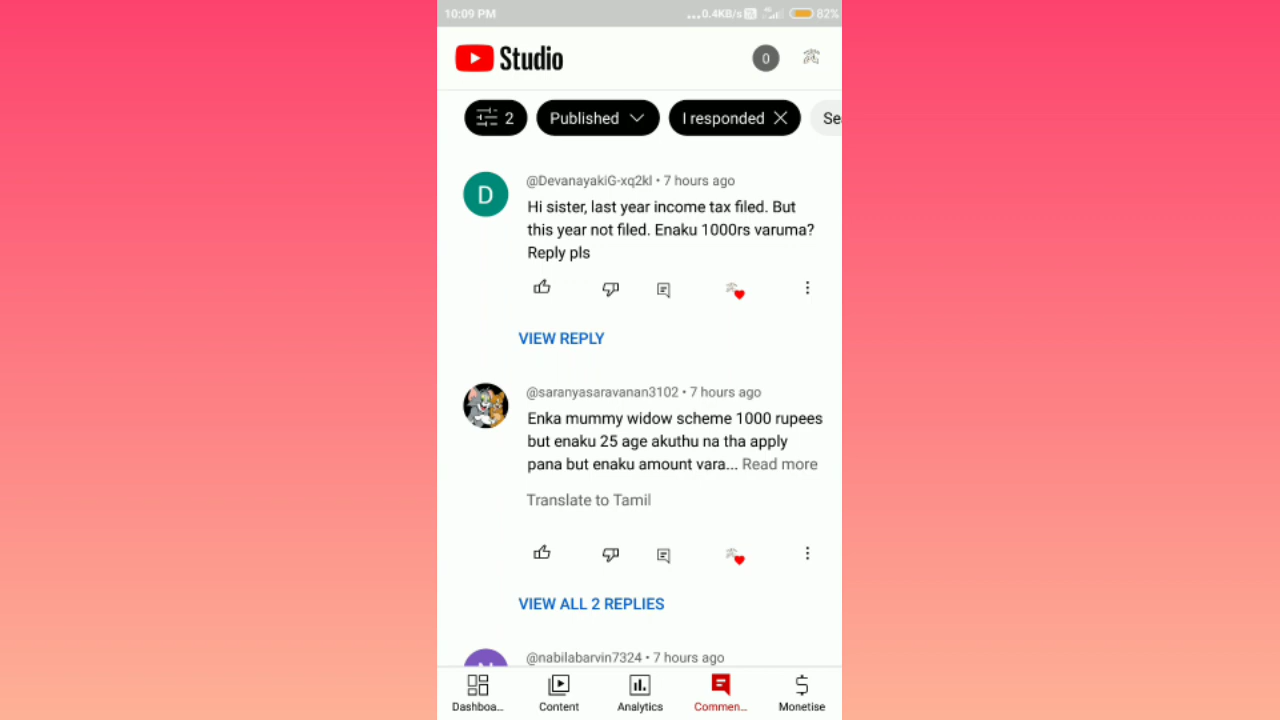 10:09 PM ...0.4KB/s 82%
Studio 0
2 Published I responded Se
D @DevanayakiG-xq2kl • 7 hours ago
Hi sister, last year income tax filed. But
this year not filed. Enaku 1000rs varuma?
Reply pls
VIEW REPLY
@saranyasaravanan3102 • 7 hours ago
Enka mummy widow scheme 1000 rupees
but enaku 25 age akuthu na tha apply
pana but enaku amount vara... Read more
Translate to Tamil
VIEW ALL 2 REPLIES
@nabilabarvin7324 • 7 hours ago
Dashboa... Content Analytics Commen... Monetise